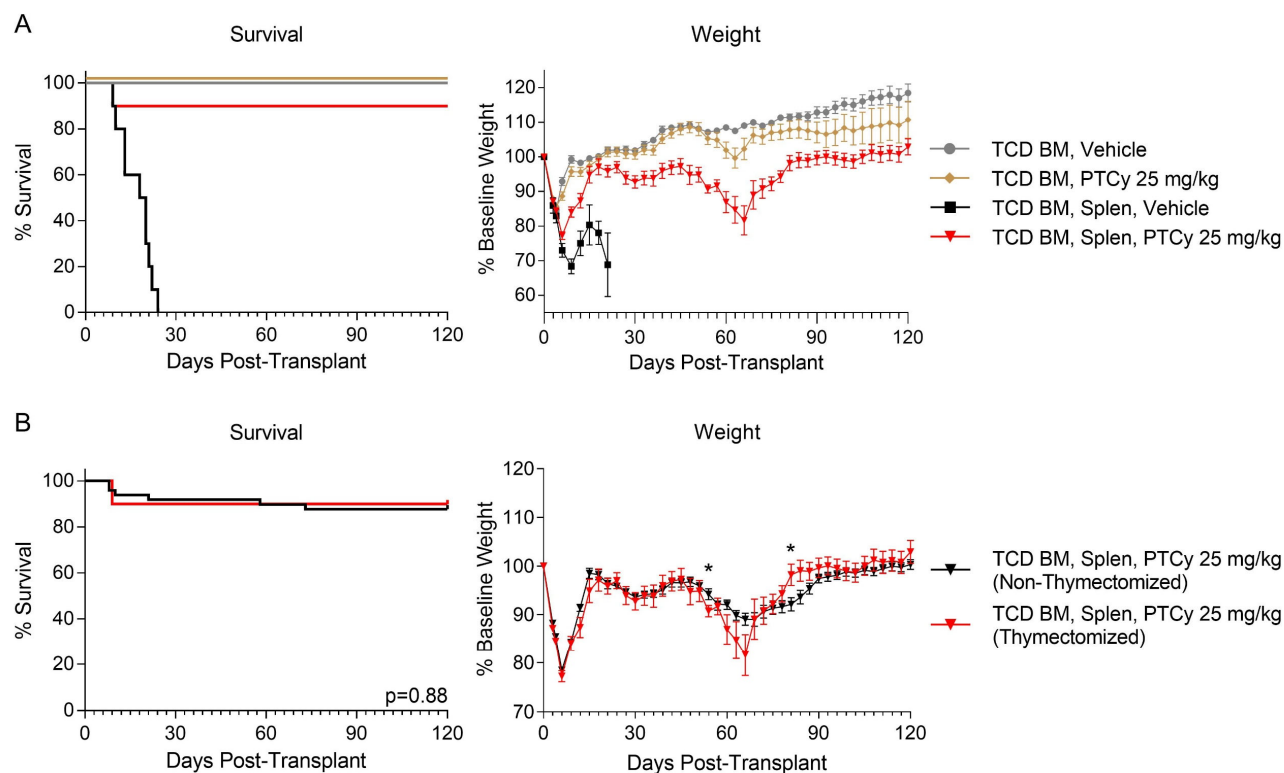 A
Survival
Weight
% Survival
100
80
60
40
20
0
0
30
60
90
120
Days Post-Transplant
% Baseline Weight
120
110
100
90
80
70
60
0
30
60
90
120
Days Post-Transplant
TCD BM, Vehicle
TCD BM, PTCy 25 mg/kg
TCD BM, Splen, Vehicle
TCD BM, Splen, PTCy 25 mg/kg
B
Survival
Weight
% Survival
100
80
60
40
20
0
p=0.88
0
30
60
90
120
Days Post-Transplant
% Baseline Weight
120
110
100
90
80
70
*
*
0
30
60
90
120
Days Post-Transplant
TCD BM, Splen, PTCy 25 mg/kg
(Non-Thymectomized)
TCD BM, Splen, PTCy 25 mg/kg
(Thymectomized)